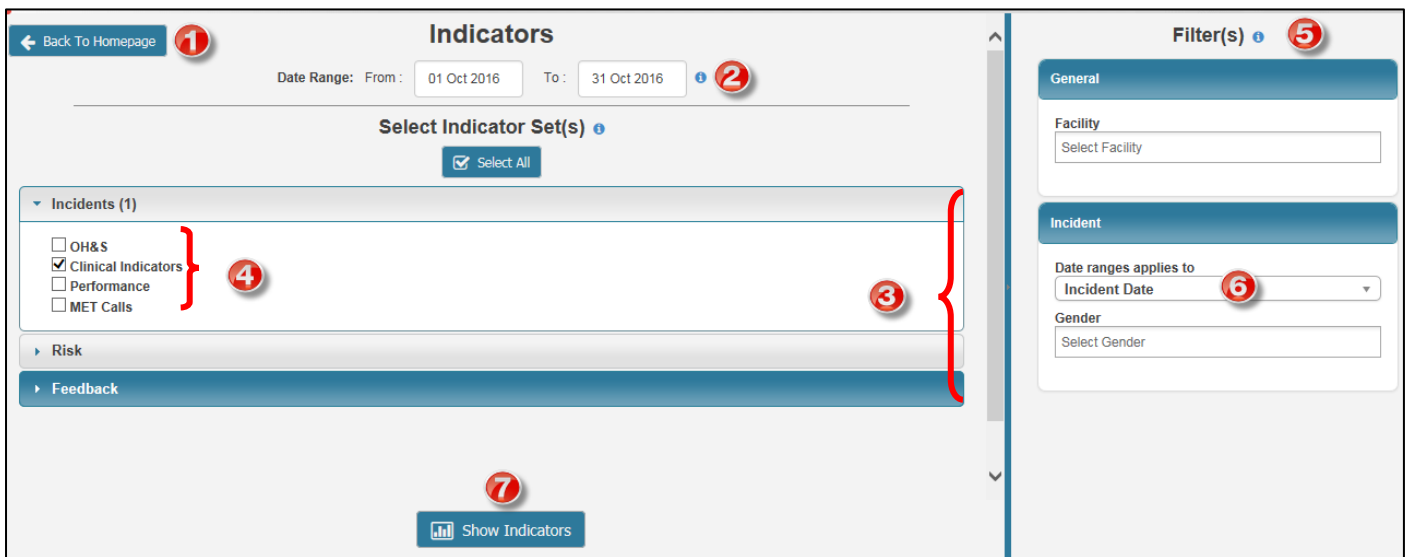 Back To Homepage
1
Indicators
Date Range: From : 01 Oct 2016 To : 31 Oct 2016
2
Select Indicator Set(s)
Select All
Incidents (1)
OH&S
Clinical Indicators
Performance
MET Calls
4
3
Risk
Feedback
7
Show Indicators
Filter(s)
5
General
Facility
Select Facility
Incident
Date ranges applies to
Incident Date
6
Gender
Select Gender